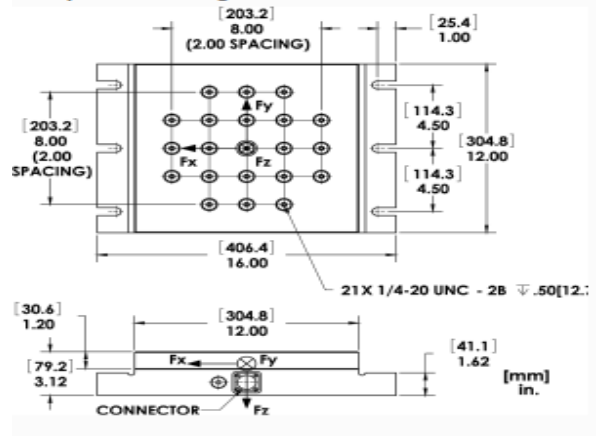 [203.2]
8.00
(2.00 SPACING)
[25.4]
1.00
Fy
[203.2]
8.00
(2.00
SPACING)
Fx
Fz
[114.3]
4.50
[304.8]
12.00
[114.3]
4.50
[406.4]
16.00
21X 1/4-20 UNC - 2B ↧ .50[12.7
[30.6]
1.20
[304.8]
12.00
Fx
Fy
[79.2]
3.12
[41.1]
1.62
[mm]
in.
CONNECTOR
Fz